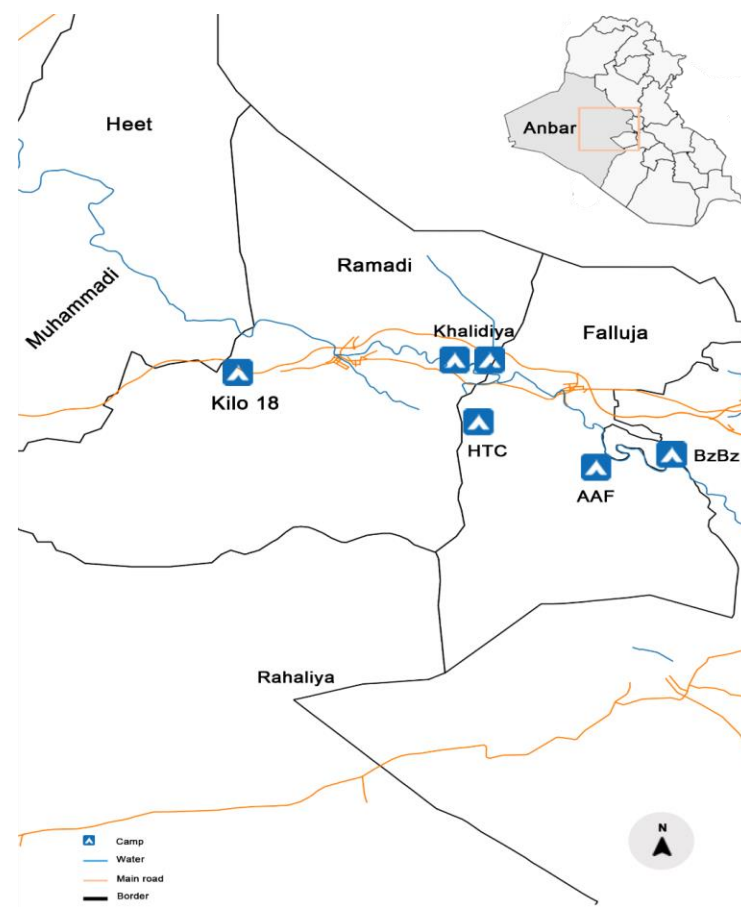 Heet
Anbar
Muhammadi
Ramadi
Khalidiya
Falluja
Kilo 18
HTC
BzBz
AAF
Rahaliya
N
Camp
Water
Main road
Border